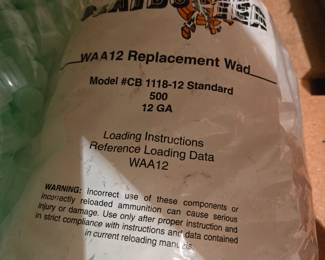 WAA12 Replacement Wad
Model #CB 1118-12 Standard
500
12 GA
Loading Instructions
Reference Loading Data
WAA12
WARNING: Incorrect use of these components or
incorrectly reloaded ammunition can cause serious
injury or damage. Use only after proper instruction and
in strict compliance with instructions and data contained
in current reloading manuals.